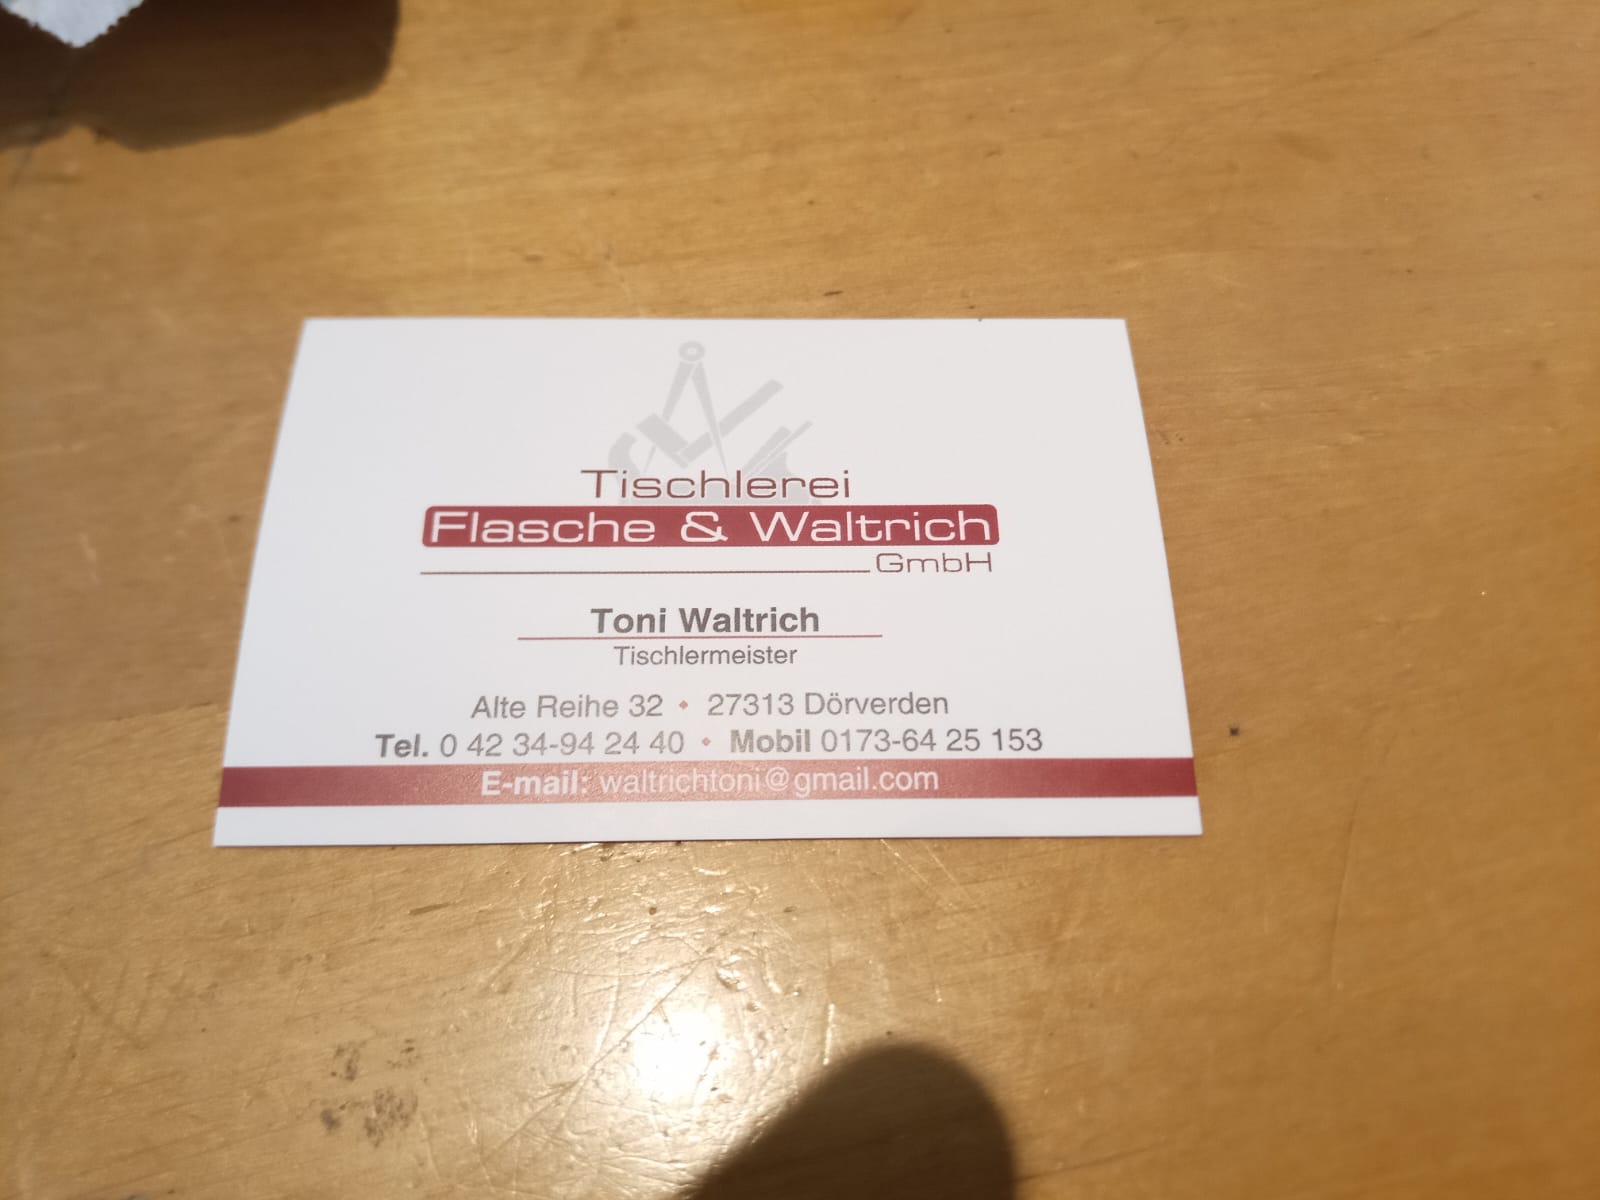 Tischlerei
Flasche & Waltrich
GmbH
Toni Waltrich
Tischlermeister
Alte Reihe 32 • 27313 Dörverden
Tel. 0 42 34-94 24 40 • Mobil 0173-64 25 153
E-mail: waltrichtoni@gmail.com